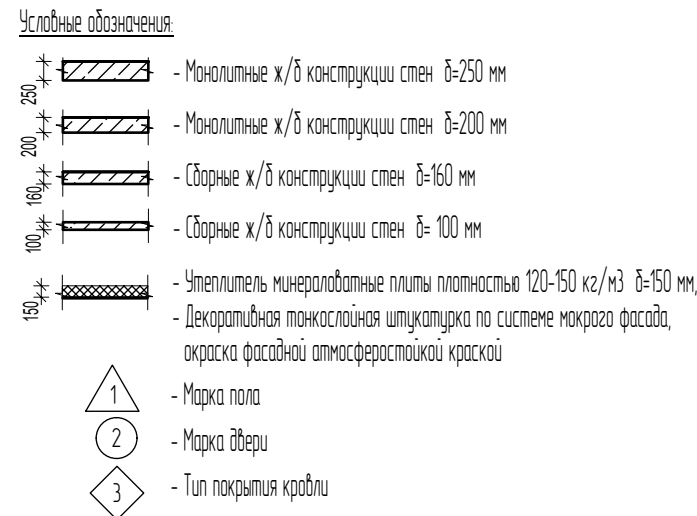 Условные обозначения:
250 - Монолитные ж/б конструкции стен δ=250 мм
200 - Монолитные ж/б конструкции стен δ=200 мм
160 - Сборные ж/б конструкции стен δ=160 мм
100 - Сборные ж/б конструкции стен δ= 100 мм
150 - Утеплитель минераловатные плиты плотностью 120-150 кг/м3 δ=150 мм,
- Декоративная тонкослойная штукатурка по системе мокрого фасада,
окраска фасадной атмосферостойкой краской
1 - Марка пола
2 - Марка двери
3 - Тип покрытия кровли